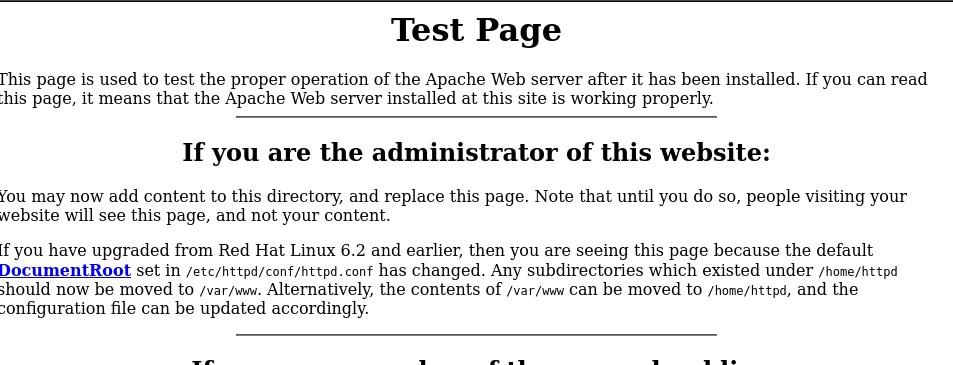 Test Page
This page is used to test the proper operation of the Apache Web server after it has been installed. If you can read
this page, it means that the Apache Web server installed at this site is working properly.
If you are the administrator of this website:
You may now add content to this directory, and replace this page. Note that until you do so, people visiting your
website will see this page, and not your content.
If you have upgraded from Red Hat Linux 6.2 and earlier, then you are seeing this page because the default
DocumentRoot set in /etc/httpd/conf/httpd.conf has changed. Any subdirectories which existed under /home/httpd
should now be moved to /var/www. Alternatively, the contents of /var/www can be moved to /home/httpd, and the
configuration file can be updated accordingly.